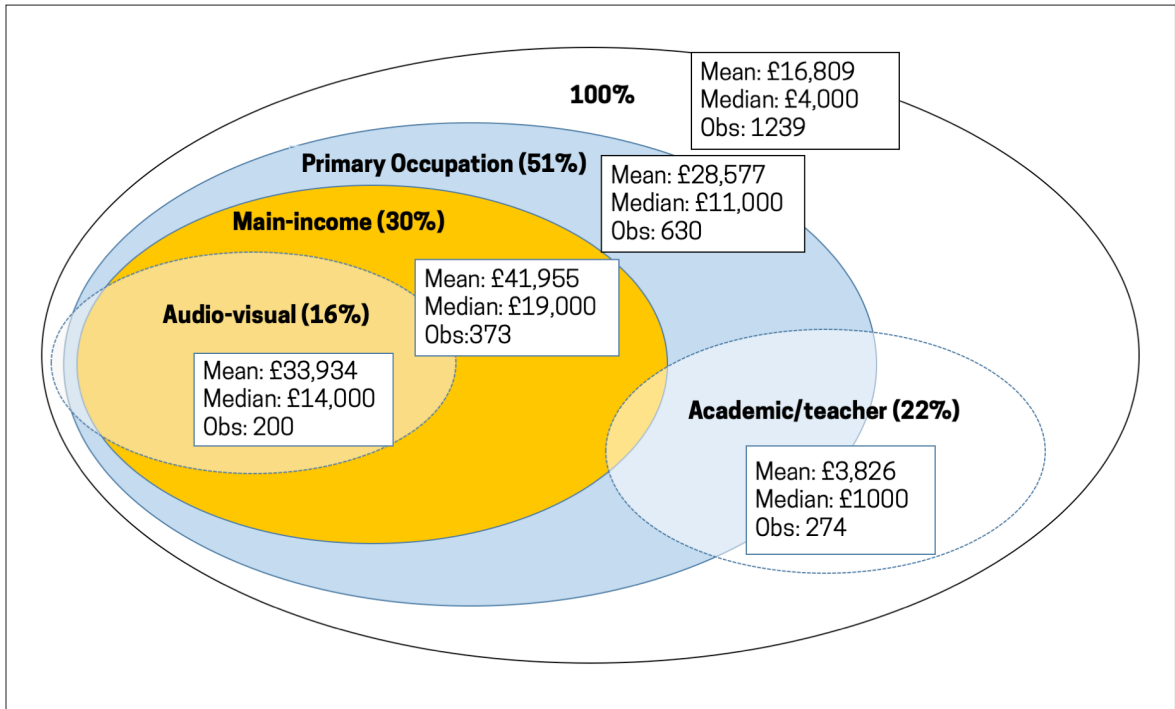 100%
Mean: £16,809
Median: £4,000
Obs: 1239
Primary Occupation (51%)
Mean: £28,577
Median: £11,000
Obs: 630
Main-income (30%)
Mean: £41,955
Median: £19,000
Obs:373
Audio-visual (16%)
Mean: £33,934
Median: £14,000
Obs: 200
Academic/teacher (22%)
Mean: £3,826
Median: £1000
Obs: 274